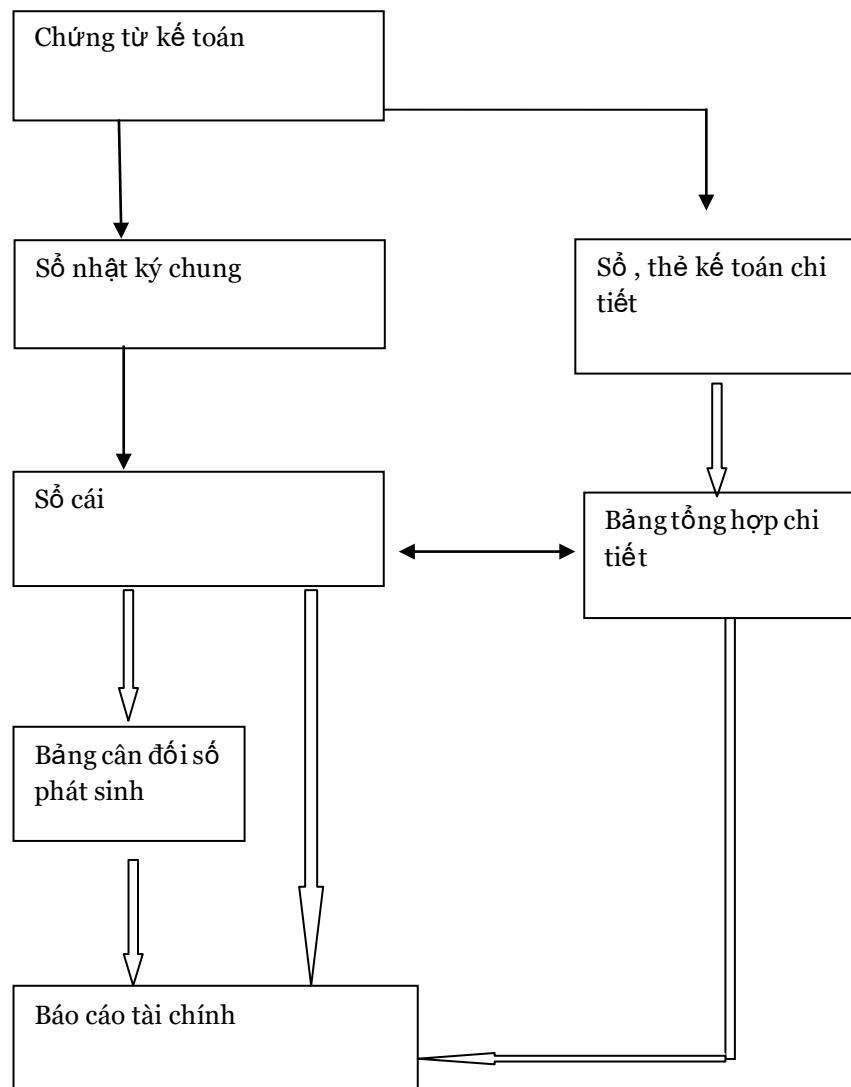 Chứng từ kế toán
Sổ nhật ký chung
Sổ , thẻ kế toán chi
tiết
Sổ cái
Bảng tổng hợp chi
tiết
Bảng cân đối số
phát sinh
Báo cáo tài chính